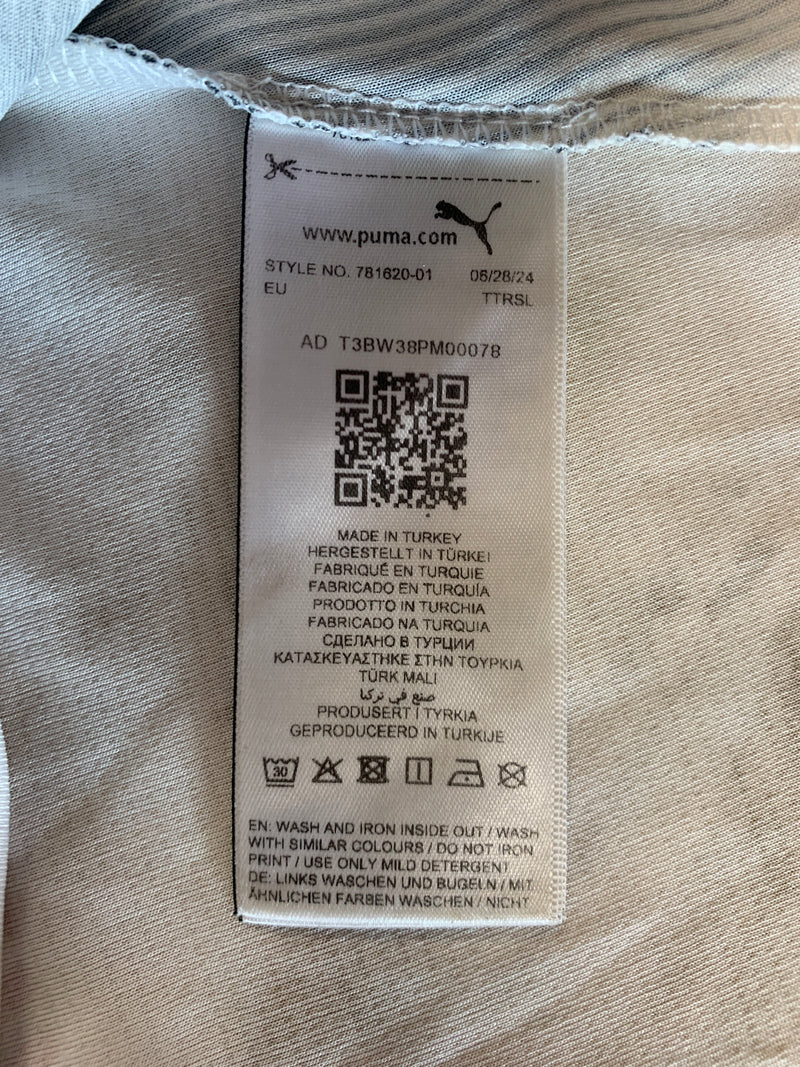 www.puma.com
STYLE NO. 781620-01 06/28/24
EU TTRSL
AD T3BW38PM00078
MADE IN TURKEY
HERGESTELLT IN TÜRKEI
FABRIQUÉ EN TURQUIE
FABRICADO EN TURQUÍA
PRODOTTO IN TURCHIA
FABRICADO NA TURQUIA
СДЕЛАНО В ТУРЦИИ
ΚΑΤΑΣΚΕΥΑΣΤΗΚΕ ΣΤΗΝ ΤΟΥΡΚΙΑ
TÜRK MALI
صنع في تركيا
PRODUSERT I TYRKIA
GEPRODUCEERD IN TURKIJE
30
EN: WASH AND IRON INSIDE OUT / WASH
WITH SIMILAR COLOURS / DO NOT IRON
PRINT / USE ONLY MILD DETERGENT
DE: LINKS WASCHEN UND BUGELN / MIT
ÄHNLICHEN FARBEN WASCHEN / NICHT